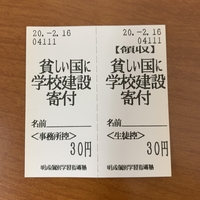 20.-2.16
04111
貧しい国に
学校建設
寄付
名前
<事務所控>
30円
20.-2.16
04111
【領収】
貧しい国に
学校建設
寄付
名前
<生徒控>
30円